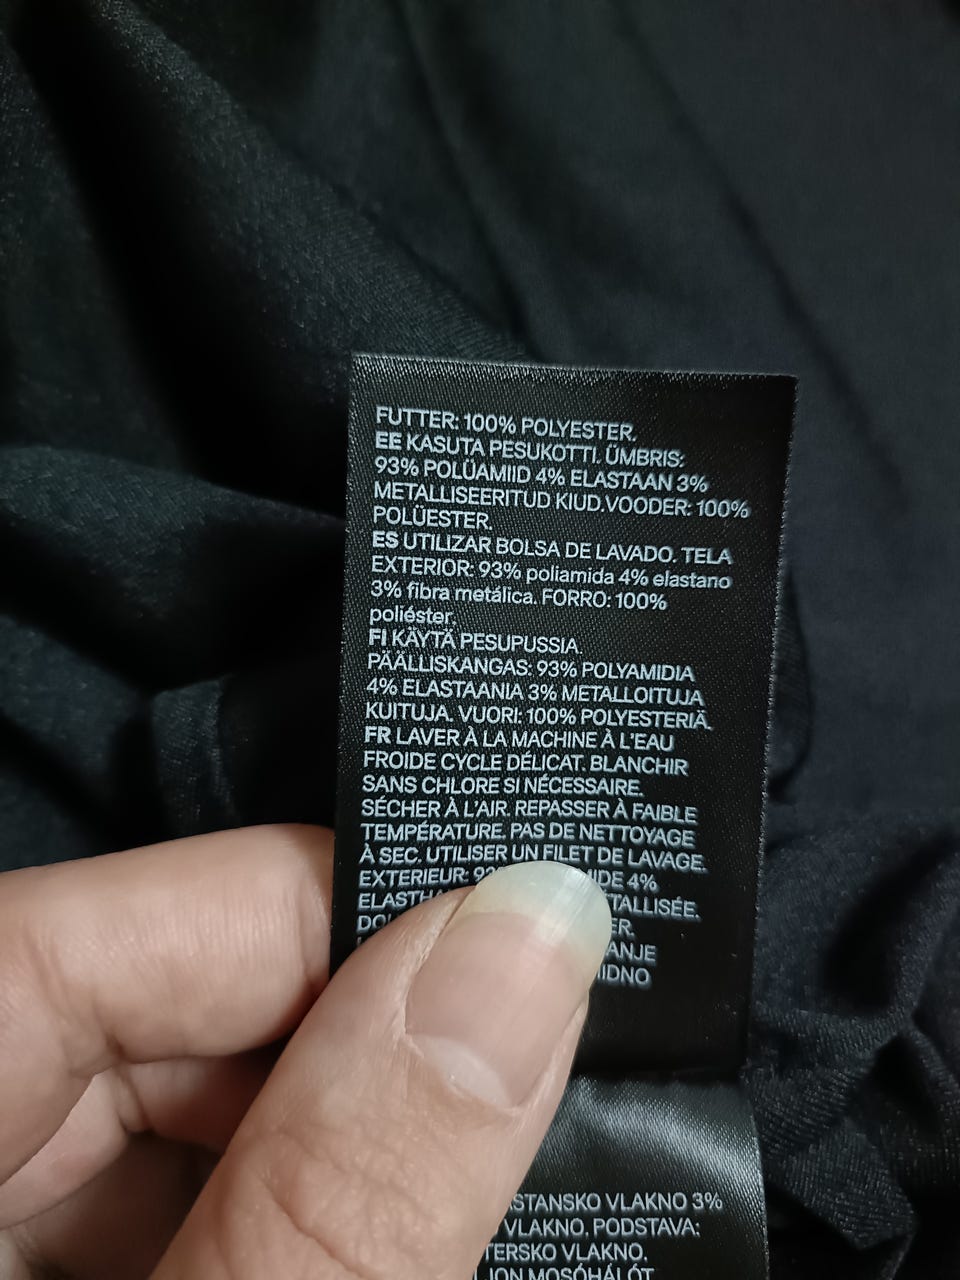 FUTTER: 100% POLYESTER.
EE KASUTA PESUKOTTI. ÜMBRIS:
93% POLÜAMIID 4% ELASTAAN 3%
METALLISEERITUD KIUD.VOODER: 100%
POLÜESTER.
ES UTILIZAR BOLSA DE LAVADO. TELA
EXTERIOR: 93% poliamida 4% elastano
3% fibra metálica. FORRO: 100%
poliéster.
FI KÄYTÄ PESUPUSSIA.
PÄÄLLISKANGAS: 93% POLYAMIDIA
4% ELASTAANIA 3% METALLOITUJA
KUITUJA. VUORI: 100% POLYESTERIÄ.
FR LAVER À LA MACHINE À L'EAU
FROIDE CYCLE DÉLICAT. BLANCHIR
SANS CHLORE SI NÉCESSAIRE.
SÉCHER À L'AIR. REPASSER À FAIBLE
TEMPÉRATURE. PAS DE NETTOYAGE
À SEC. UTILISER UN FILET DE LAVAGE.
EXTERIEUR: 4%
VLAKNO 3%
VLAKNO. PODSTAVA:
VLAKNO.
MOSÓHÁLÓT